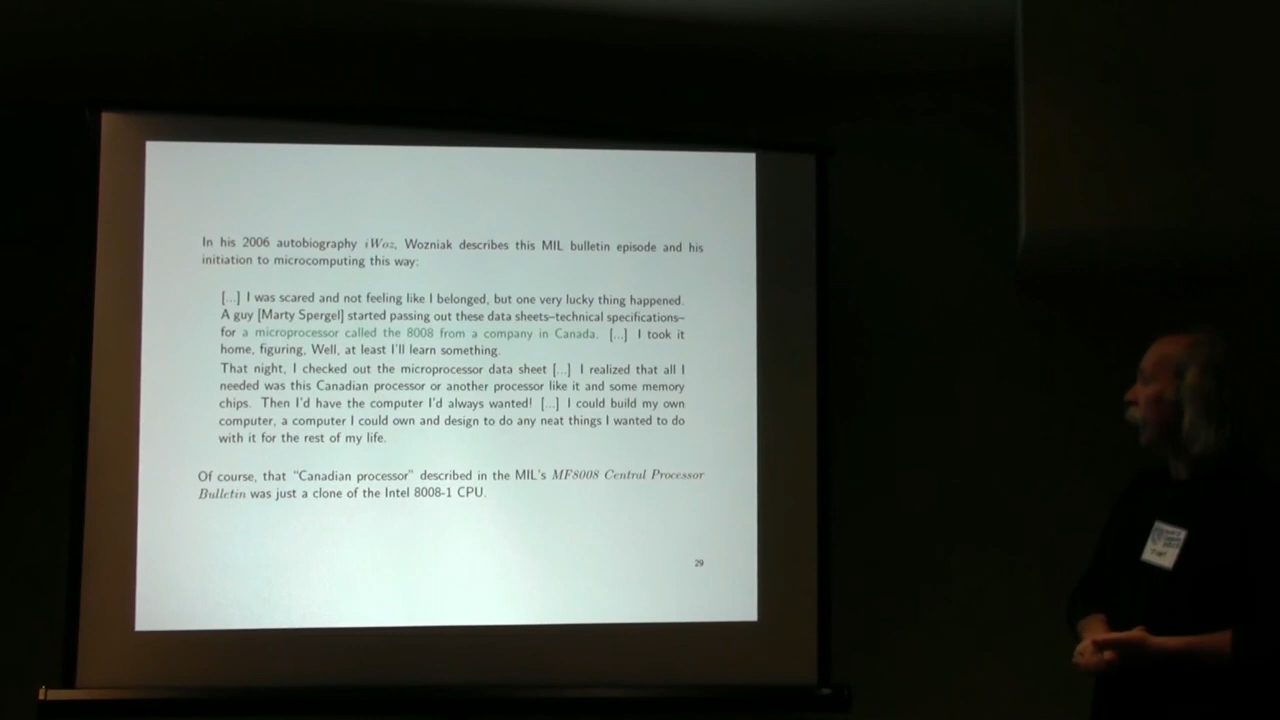 In his 2006 autobiography iWoz, Wozniak describes this MIL bulletin episode and his
initiation to microcomputing this way:
[...] I was scared and not feeling like I belonged, but one very lucky thing happened.
A guy [Marty Spergel] started passing out these data sheets–technical specifications–
for a microprocessor called the 8008 from a company in Canada. [...] I took it
home, figuring, Well, at least I'll learn something.
That night, I checked out the microprocessor data sheet [...] I realized that all I
needed was this Canadian processor or another processor like it and some memory
chips. Then I'd have the computer I'd always wanted! [...] I could build my own
computer, a computer I could own and design to do any neat things I wanted to do
with it for the rest of my life.
Of course, that "Canadian processor" described in the MIL's MF8008 Central Processor
Bulletin was just a clone of the Intel 8008-1 CPU.
29